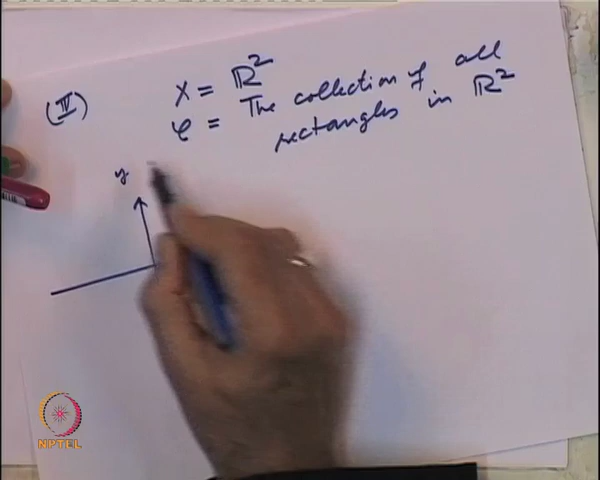 (II) X = ℝ²
φ = The collection of all
rectangles in ℝ²
y
NPTEL